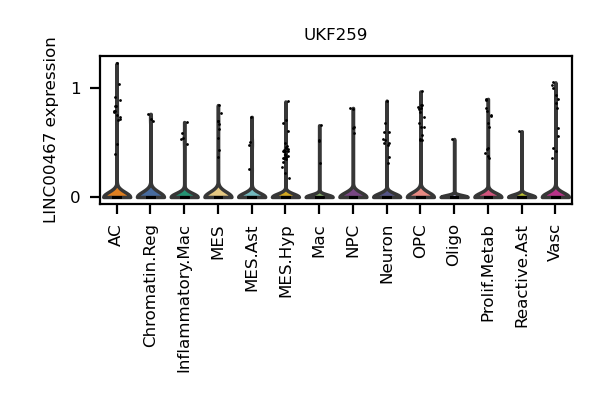 UKF259
LINC00467 expression
1
0
AC
Chromatin.Reg
Inflammatory.Mac
MES
MES.Ast
MES.Hyp
Mac
NPC
Neuron
OPC
Oligo
Prolif.Metab
Reactive.Ast
Vasc